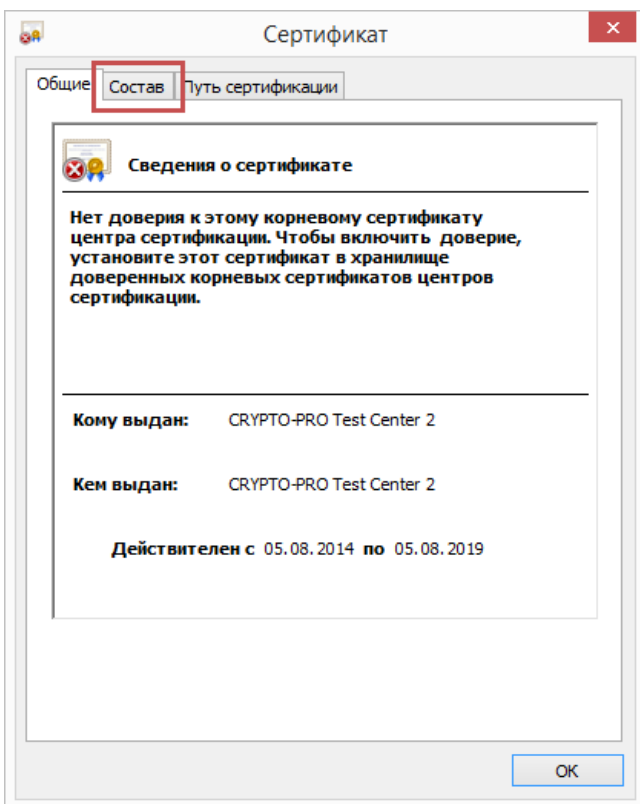 Сертификат
Общие Состав Путь сертификации
Сведения о сертификате
Нет доверия к этому корневому сертификату
центра сертификации. Чтобы включить доверие,
установите этот сертификат в хранилище
доверенных корневых сертификатов центров
сертификации.
Кому выдан: CRYPTO-PRO Test Center 2
Кем выдан: CRYPTO-PRO Test Center 2
Действителен с 05.08.2014 по 05.08.2019
ОК